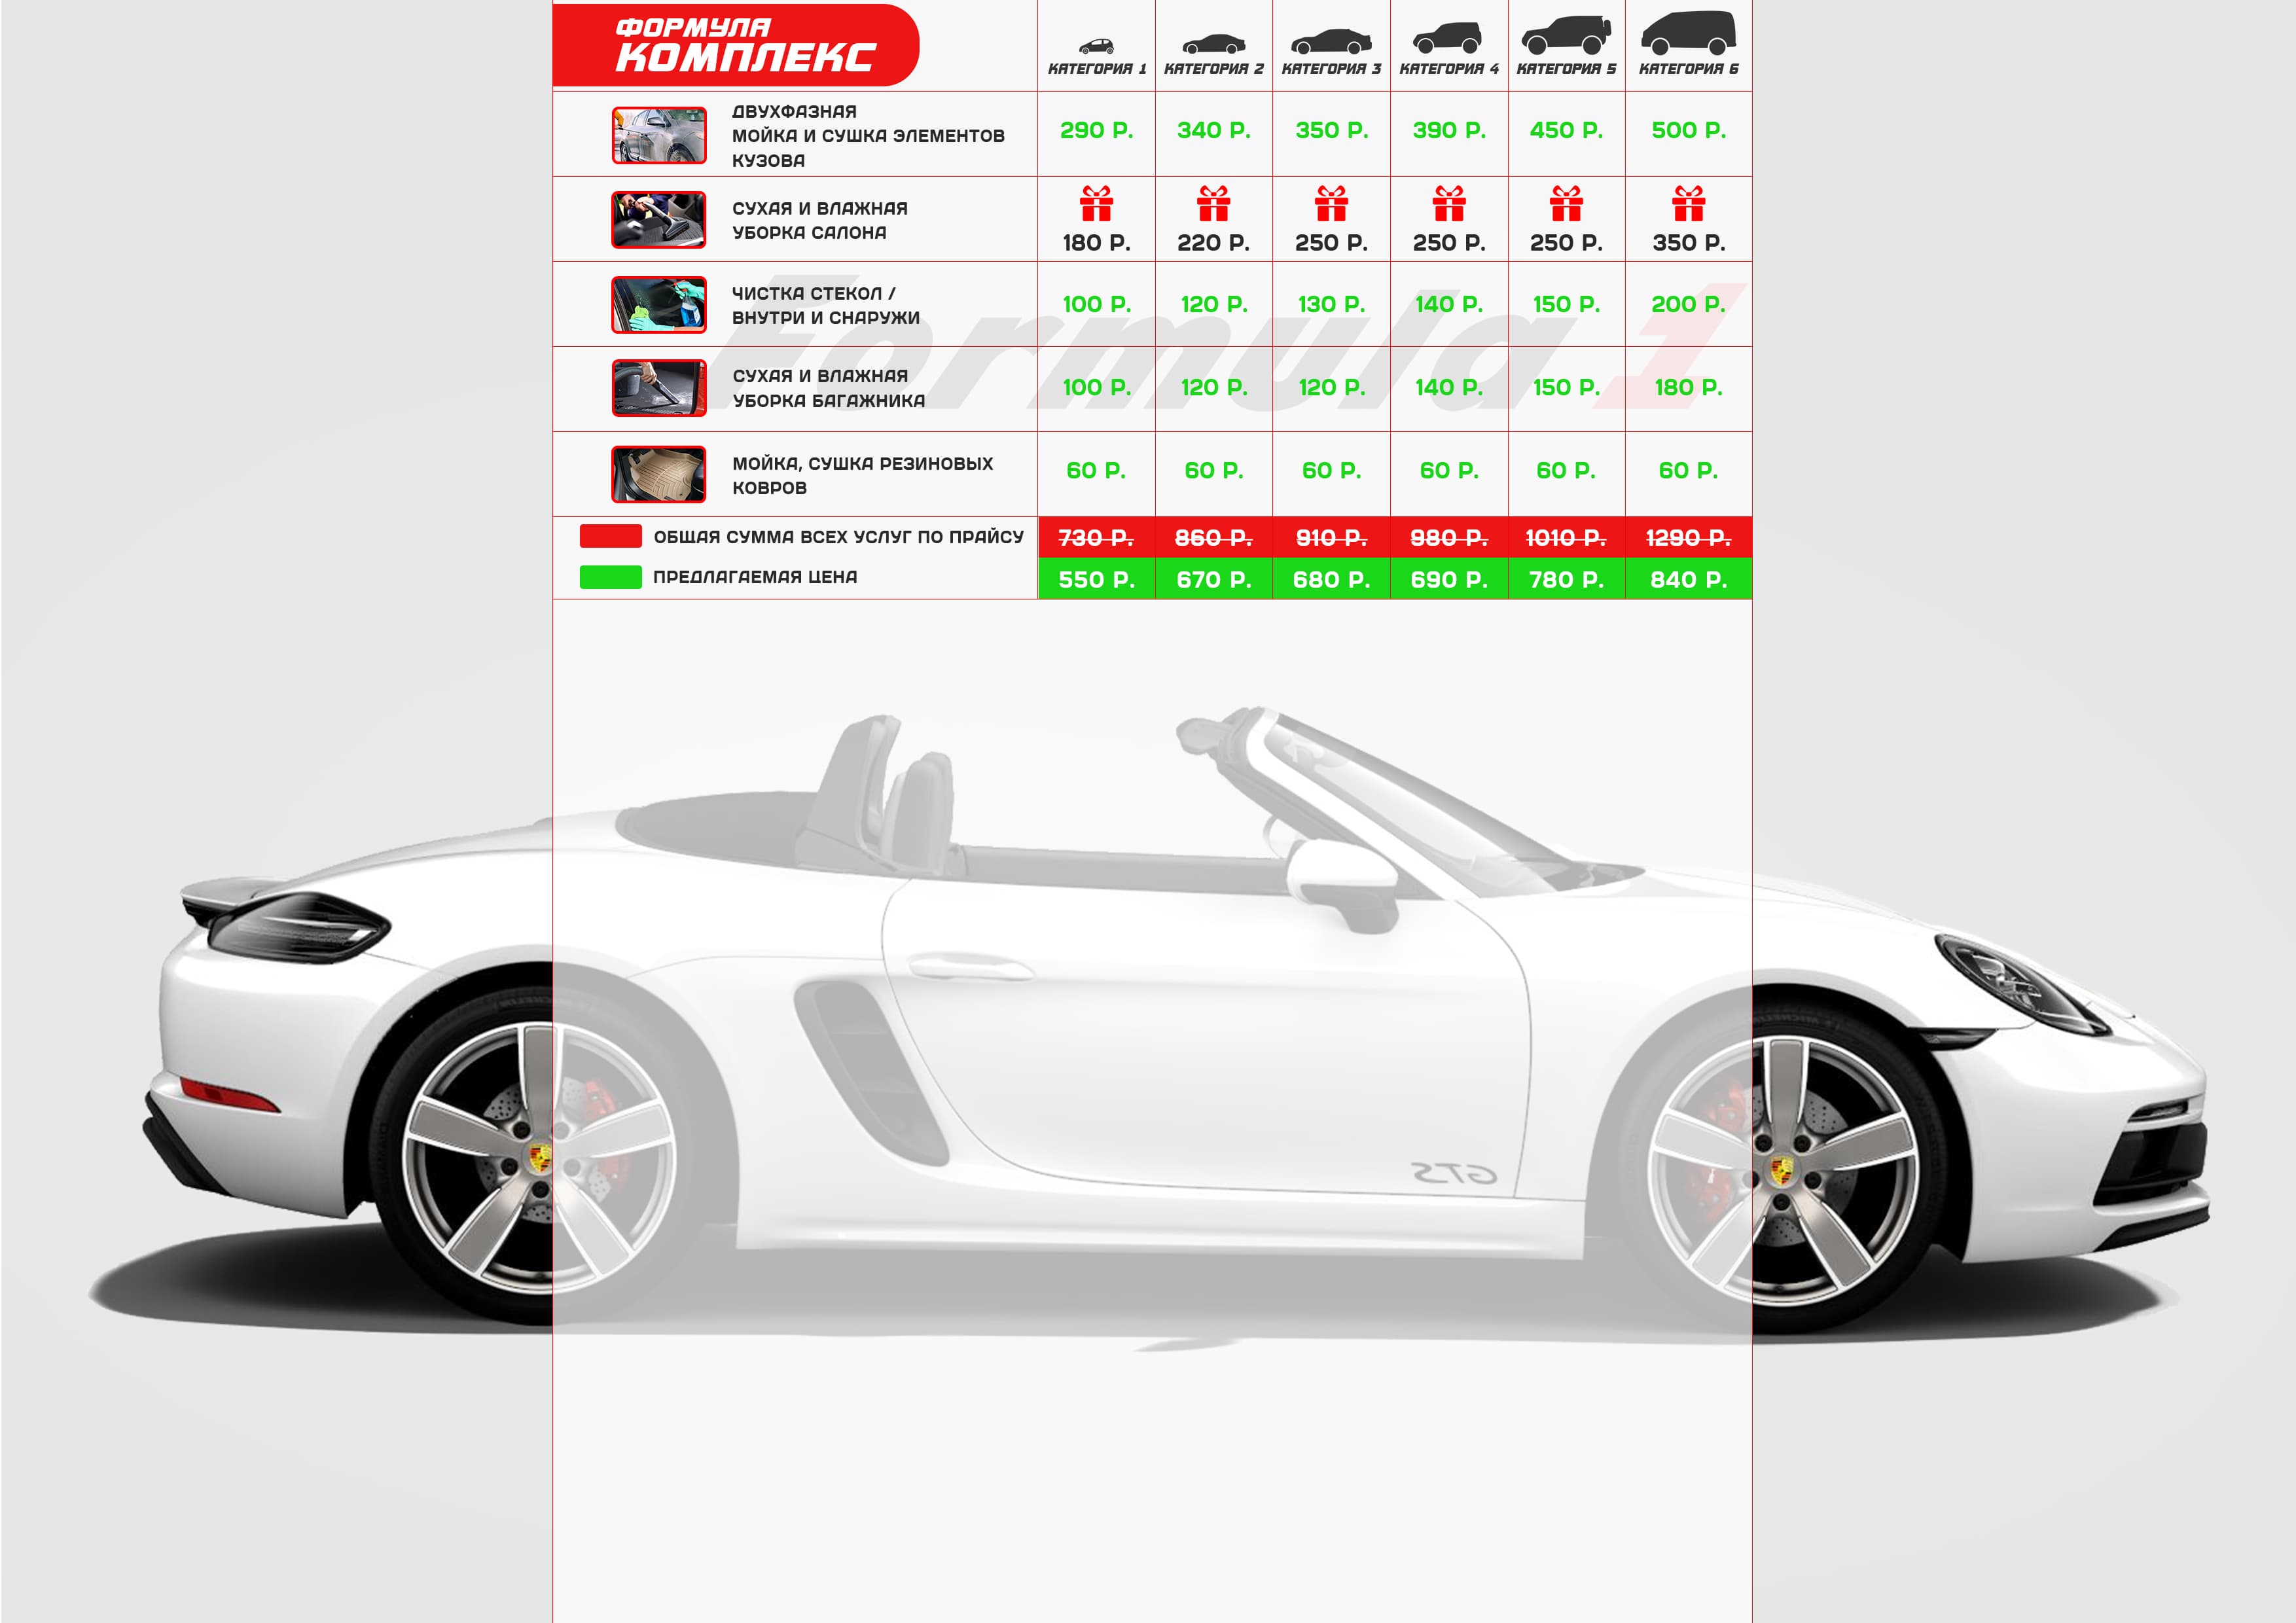 ФОРМУЛА
КОМПЛЕКС
КАТЕГОРИЯ 1 КАТЕГОРИЯ 2 КАТЕГОРИЯ 3 КАТЕГОРИЯ 4 КАТЕГОРИЯ 5 КАТЕГОРИЯ 6
ДВУХФАЗНАЯ
МОЙКА И СУШКА ЭЛЕМЕНТОВ
КУЗОВА
290 Р. 340 Р. 350 Р. 390 Р. 450 Р. 500 Р.
СУХАЯ И ВЛАЖНАЯ
УБОРКА САЛОНА
180 Р. 220 Р. 250 Р. 250 Р. 250 Р. 350 Р.
ЧИСТКА СТЕКОЛ /
ВНУТРИ И СНАРУЖИ
100 Р. 120 Р. 130 Р. 140 Р. 150 Р. 200 Р.
Formula 1
СУХАЯ И ВЛАЖНАЯ
УБОРКА БАГАЖНИКА
100 Р. 120 Р. 120 Р. 140 Р. 150 Р. 180 Р.
МОЙКА, СУШКА РЕЗИНОВЫХ
КОВРОВ
60 Р. 60 Р. 60 Р. 60 Р. 60 Р. 60 Р.
ОБЩАЯ СУММА ВСЕХ УСЛУГ ПО ПРАЙСУ 730 Р. 860 Р. 910 Р. 980 Р. 1010 Р. 1290 Р.
ПРЕДЛАГАЕМАЯ ЦЕНА 550 Р. 670 Р. 680 Р. 690 Р. 780 Р. 840 Р.
GTS